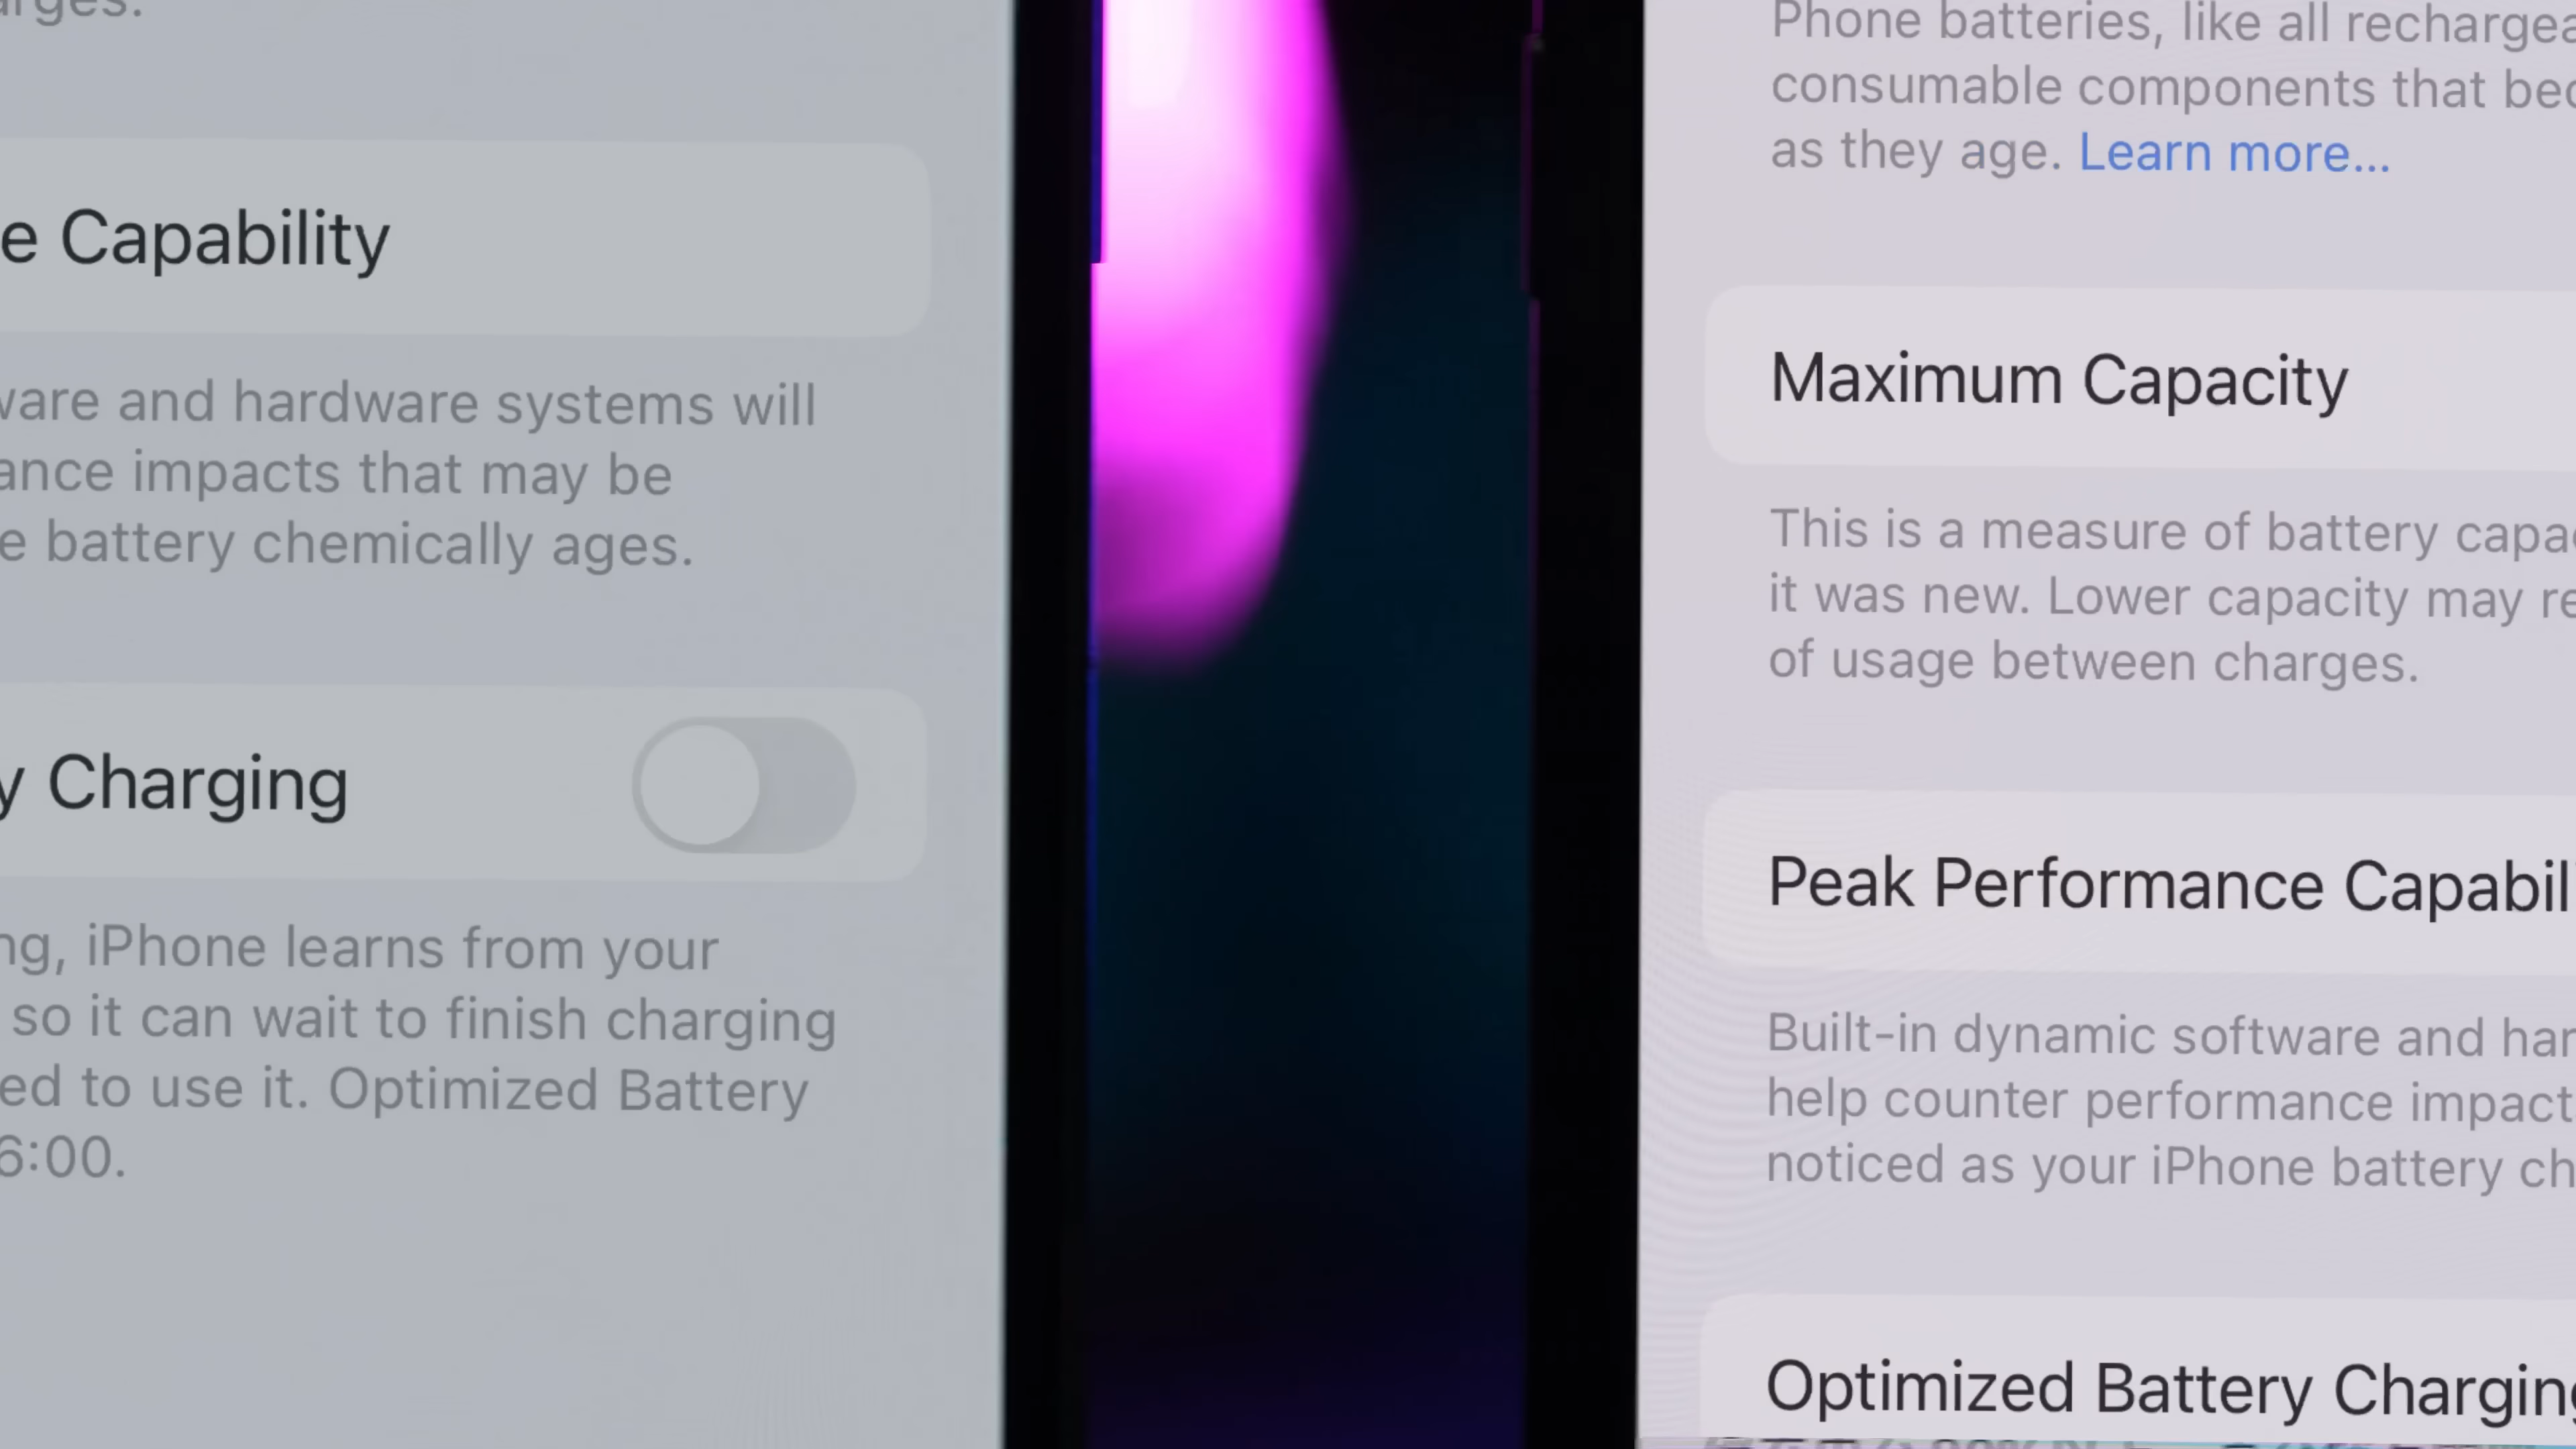 e Capability
ware and hardware systems will
ance impacts that may be
e battery chemically ages.
y Charging
ng, iPhone learns from your
so it can wait to finish charging
ed to use it. Optimized Battery
6:00.
Phone batteries, like all rechargea
consumable components that bec
as they age. Learn more...
Maximum Capacity
This is a measure of battery capac
it was new. Lower capacity may re
of usage between charges.
Peak Performance Capabil
Built-in dynamic software and har
help counter performance impact
noticed as your iPhone battery ch
Optimized Battery Charging